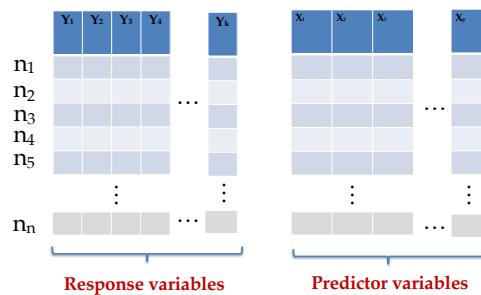 Y1 Y2 Y3 Y4 Yk X1 X2 X3 Xp
n1
n2
… …
n3
n4
n5
⋮ ⋮ ⋮ ⋮
nn … …
Response variables Predictor variables